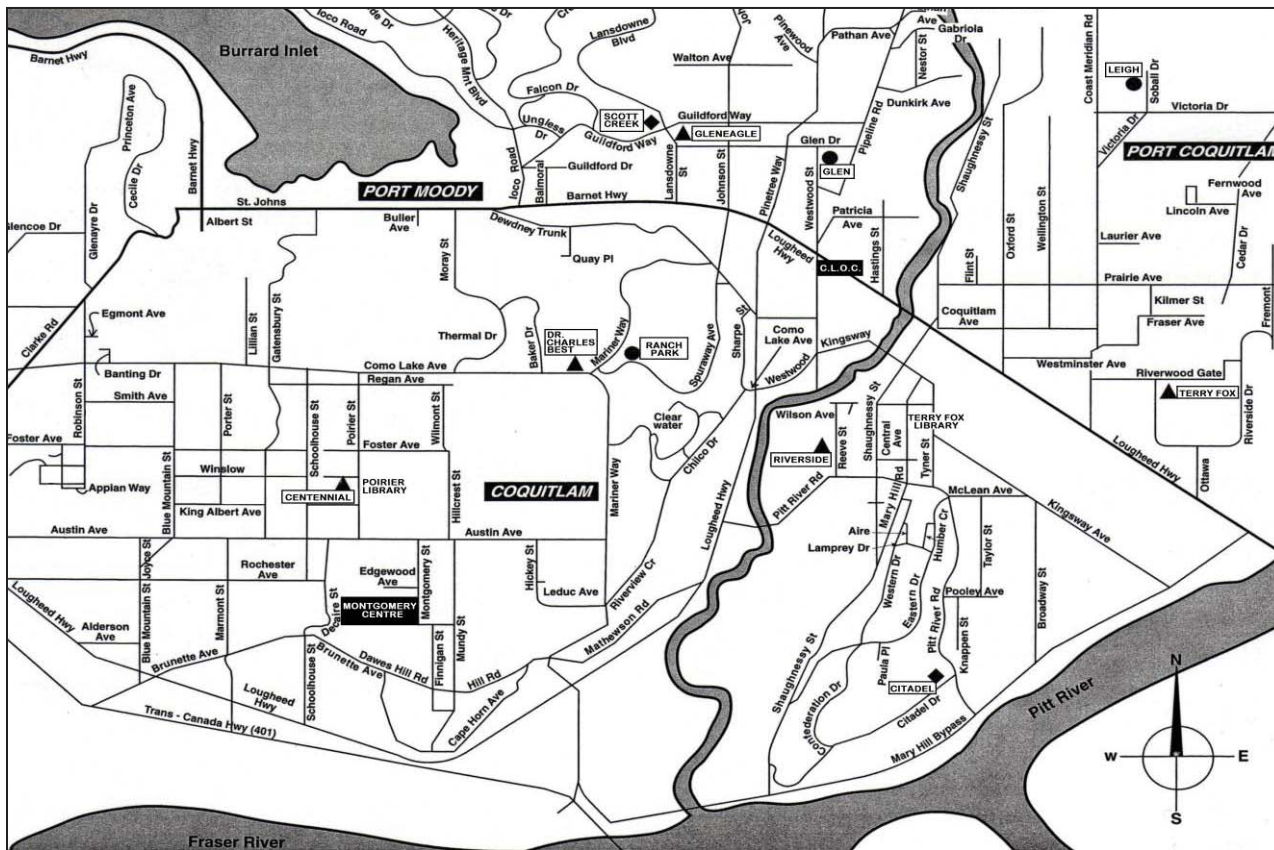 Burrard Inlet
Ioco Road
Barnet Hwy
Heritage Mnt Blvd
Lansdowne
Blvd
Pinewood
Ave
Pathan Ave
Gabriola
Dr
Nestor St
Walton Ave
Coast Meridian Rd
LEIGH
Soball Dr
Princeton Ave
Falcon Dr
Ungless
Dr
SCOTT
CREEK
Guildford Way
Guildford Way
GLENEAGLE
Dunkirk Ave
Pipeline Rd
Shaughnessy St
Victoria Dr
Victoria Dr
PORT COQUITLAM
Cecile Dr
Barnet Hwy
Ioco Road
Balmoral
Guildford Dr
Lansdowne
St
Johnson St
Pinetree Way
Glen Dr
GLEN
Westwood St
Fernwood
Ave
Lincoln Ave
PORT MOODY
St. Johns
Barnet Hwy
Albert St
Buller
Ave
Dewdney Trunk
Patricia
Ave
Glencoe Dr
Glenayre Dr
Moray St
Quay Pl
Lougheed
Hwy
C.L.O.C.
Hastings St
Flint St
Oxford St
Wellington St
Laurier Ave
Prairie Ave
Cedar Dr
Fremont
Clarke Rd
Egmont Ave
Lillian St
Gatensbury St
Thermal Dr
Baker Dr
DR.
CHARLES
BEST
Mariner Way
RANCH
PARK
Spuraway Ave
Sharpe St
Como
Lake Ave
Kingsway
Westwood
Coquitlam
Ave
Kilmer St
Fraser Ave
Banting Dr
Como Lake Ave
Regan Ave
Westminster Ave
Riverwood Gate
TERRY FOX
Riverside Dr
Robinson St
Smith Ave
Porter St
Schoolhouse St
Poirier St
Wilmont St
Clear
water
Chilco Dr
Wilson Ave
Reeve St
Shaughnessy St
Central
Ave
TERRY FOX
LIBRARY
Tyner St
Foster Ave
Foster Ave
RIVERSIDE
Lougheed Hwy
Ottawa
Winslow
CENTENNIAL
POIRIER
LIBRARY
Appian Way
Blue Mountain St
King Albert Ave
Hillcrest St
COQUITLAM
Mariner Way
Lougheed Hwy
Pitt River Rd
Mary Hill Rd
McLean Ave
Kingsway Ave
Austin Ave
Austin Ave
Aire
Lamprey Dr
Humber Cr
Taylor St
Joyce St
Rochester
Ave
Edgewood
Ave
Hickey St
Leduc Ave
Riverview Cr
Western Dr
Eastern Dr
Pooley Ave
Broadway St
Lougheed Hwy
Blue Mountain St
Marmont St
Decaire St
MONTGOMERY
CENTRE
Montgomery St
Mathewson Rd
Pitt River Rd
Knappen St
Alderson
Ave
Brunette Ave
Schoolhouse St
Brunette Ave
Dawes Hill Rd
Finnigan St
Mundy St
Hill Rd
Shaughnessy St
Paula Pl
CITADEL
Lougheed
Hwy
Trans - Canada Hwy (401)
Cape Horn Ave
Confederation Dr
Citadel Dr
Mary Hill Bypass
Pitt River
N
W
E
S
Fraser River